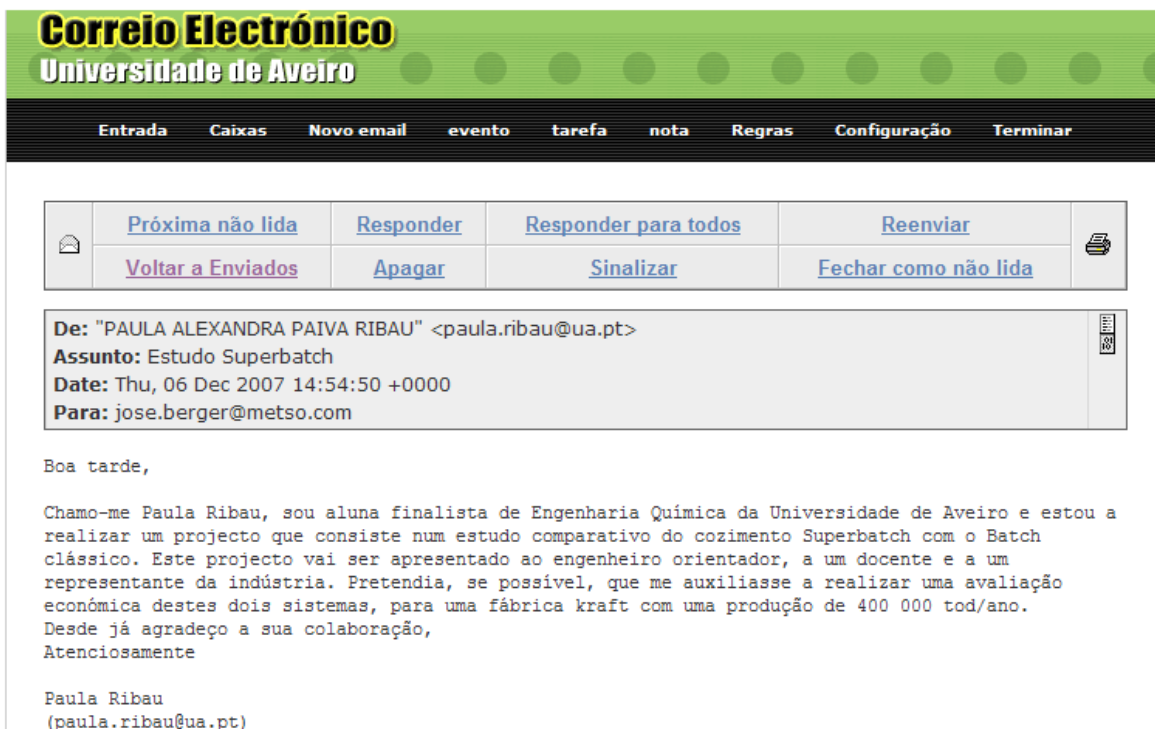 Correio Electrónico
Universidade de Aveiro
Entrada Caixas Novo email evento tarefa nota Regras Configuração Terminar
Próxima não lida Responder Responder para todos Reenviar
Voltar a Enviados Apagar Sinalizar Fechar como não lida
De: "PAULA ALEXANDRA PAIVA RIBAU" <paula.ribau@ua.pt>
Assunto: Estudo Superbatch
Date: Thu, 06 Dec 2007 14:54:50 +0000
Para: jose.berger@metso.com
Boa tarde,
Chamo-me Paula Ribau, sou aluna finalista de Engenharia Química da Universidade de Aveiro e estou a
realizar um projecto que consiste num estudo comparativo do cozimento Superbatch com o Batch
clássico. Este projecto vai ser apresentado ao engenheiro orientador, a um docente e a um
representante da indústria. Pretendia, se possível, que me auxiliasse a realizar uma avaliação
económica destes dois sistemas, para uma fábrica kraft com uma produção de 400 000 tod/ano.
Desde já agradeço a sua colaboração,
Atenciosamente
Paula Ribau
(paula.ribau@ua.pt)